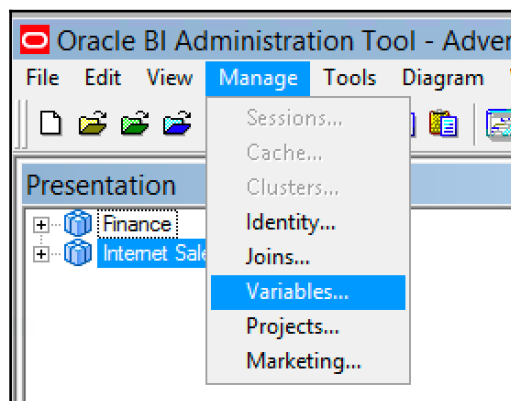 Oracle BI Administration Tool - Adver
File Edit View Manage Tools Diagram
Sessions...
Cache...
Clusters...
Presentation
Identity...
Finance
Joins...
Internet Sale
Variables...
Projects...
Marketing...